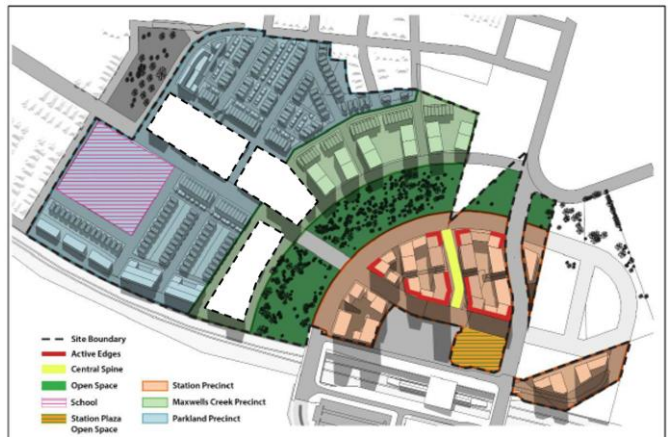 Site Boundary
Active Edges
Central Spine
Open Space
School
Station Plaza
Open Space
Station Precinct
Maxwells Creek Precinct
Parkland Precinct